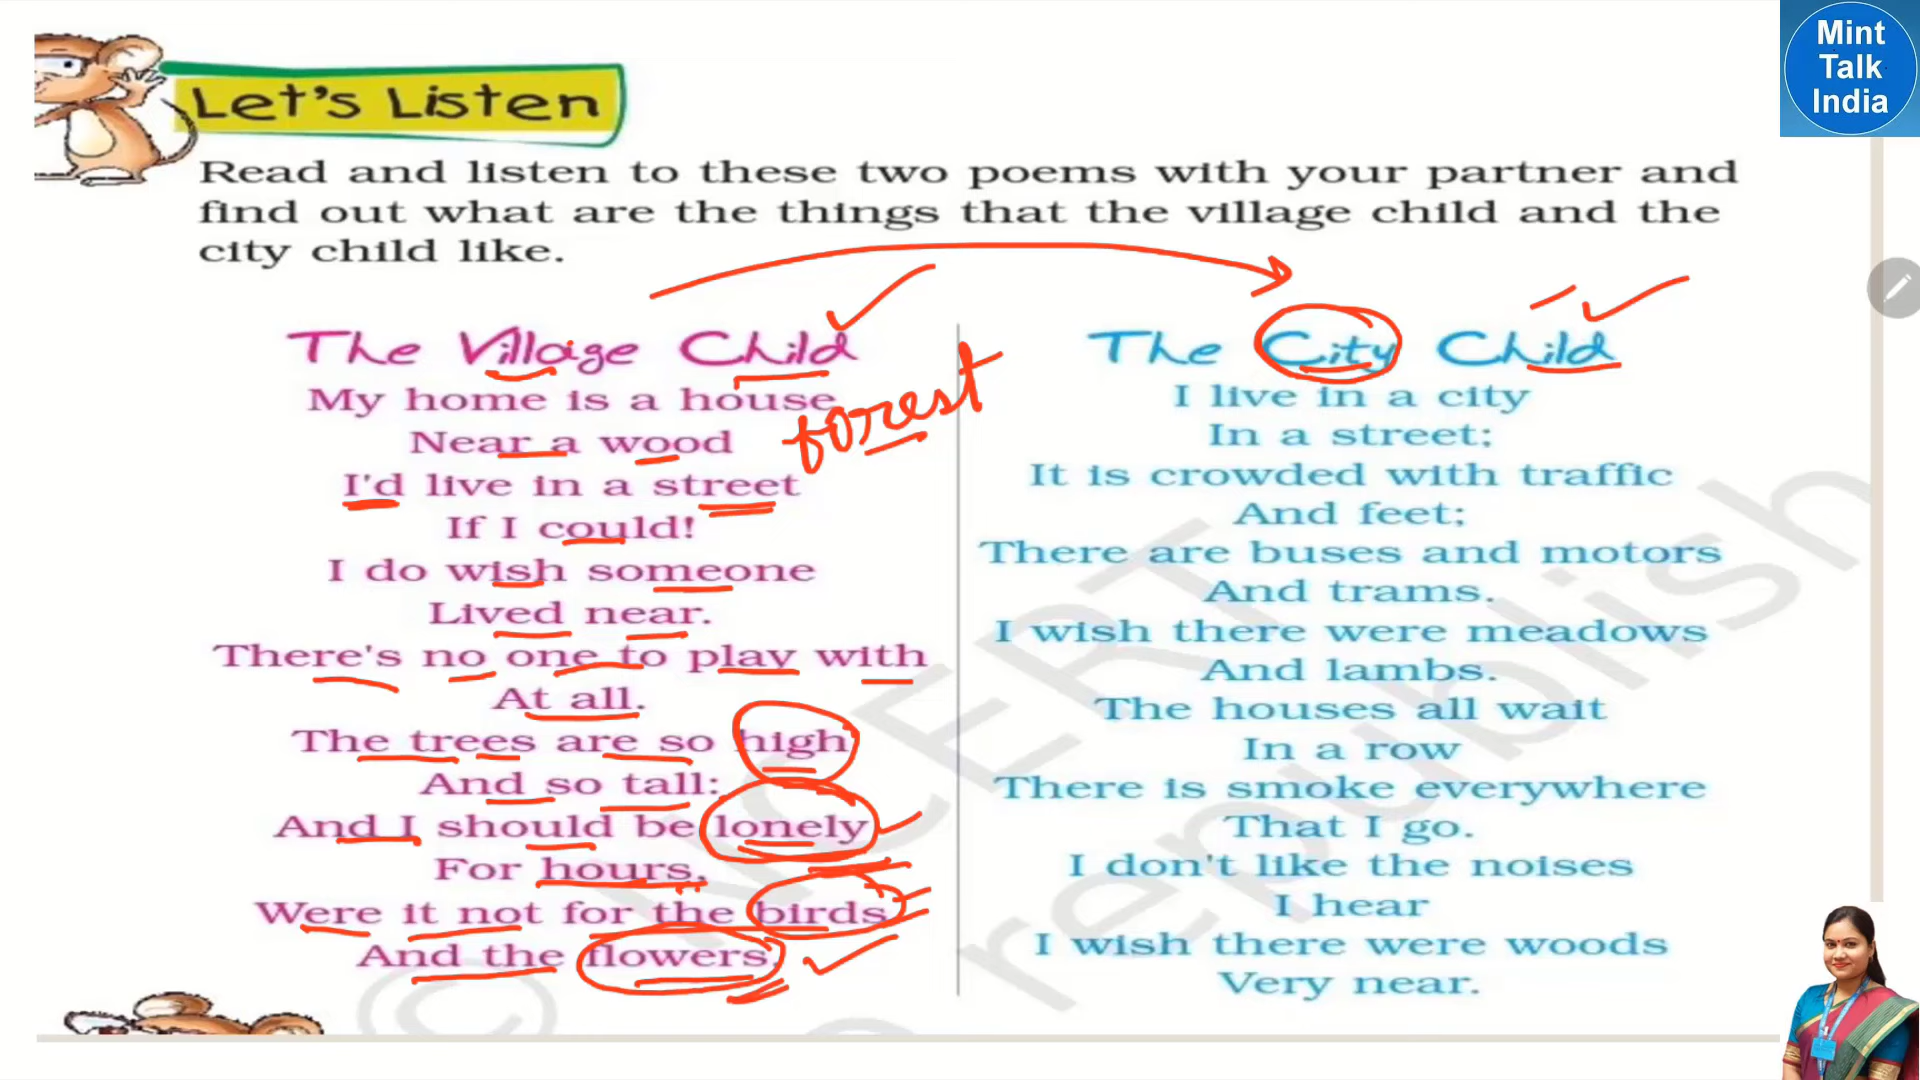 Mint
Talk
India
Let's Listen
Read and listen to these two poems with your partner and
find out what are the things that the village child and the
city child like.
The Village Child
My home is a house
forest
Near a wood
I'd live in a street
If I could!
I do wish someone
Lived near.
There's no one to play with
At all.
The trees are so high
And so tall:
And I should be lonely
For hours,
Were it not for the birds
And the flowers.
The City Child
I live in a city
In a street;
It is crowded with traffic
And feet;
There are buses and motors
And trams.
I wish there were meadows
And lambs.
The houses all wait
In a row
There is smoke everywhere
That I go.
I don't like the noises
I hear
I wish there were woods
Very near.
© NCERT
republish